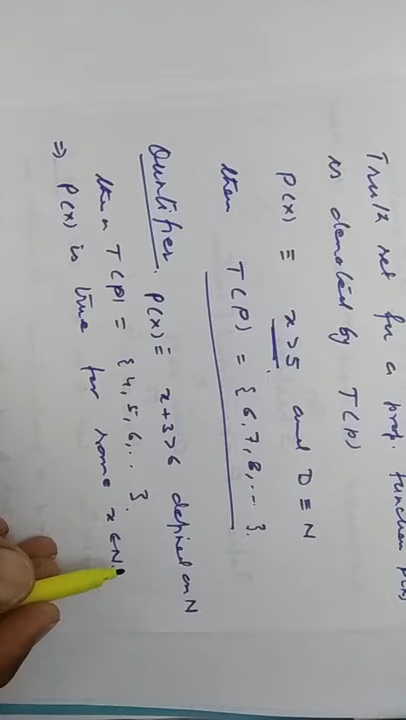 Truth set for a prop. function P(x)
is denoted by T(p)
P(x) ≡ x>5 and D ≡ N
then T(P) = {6,7,8,... }.
Quantifier. P(x) ≡ x+3>6 defined on N
then T(p) = {4,5,6,... }.
⇒ P(x) is true for some x∈N.